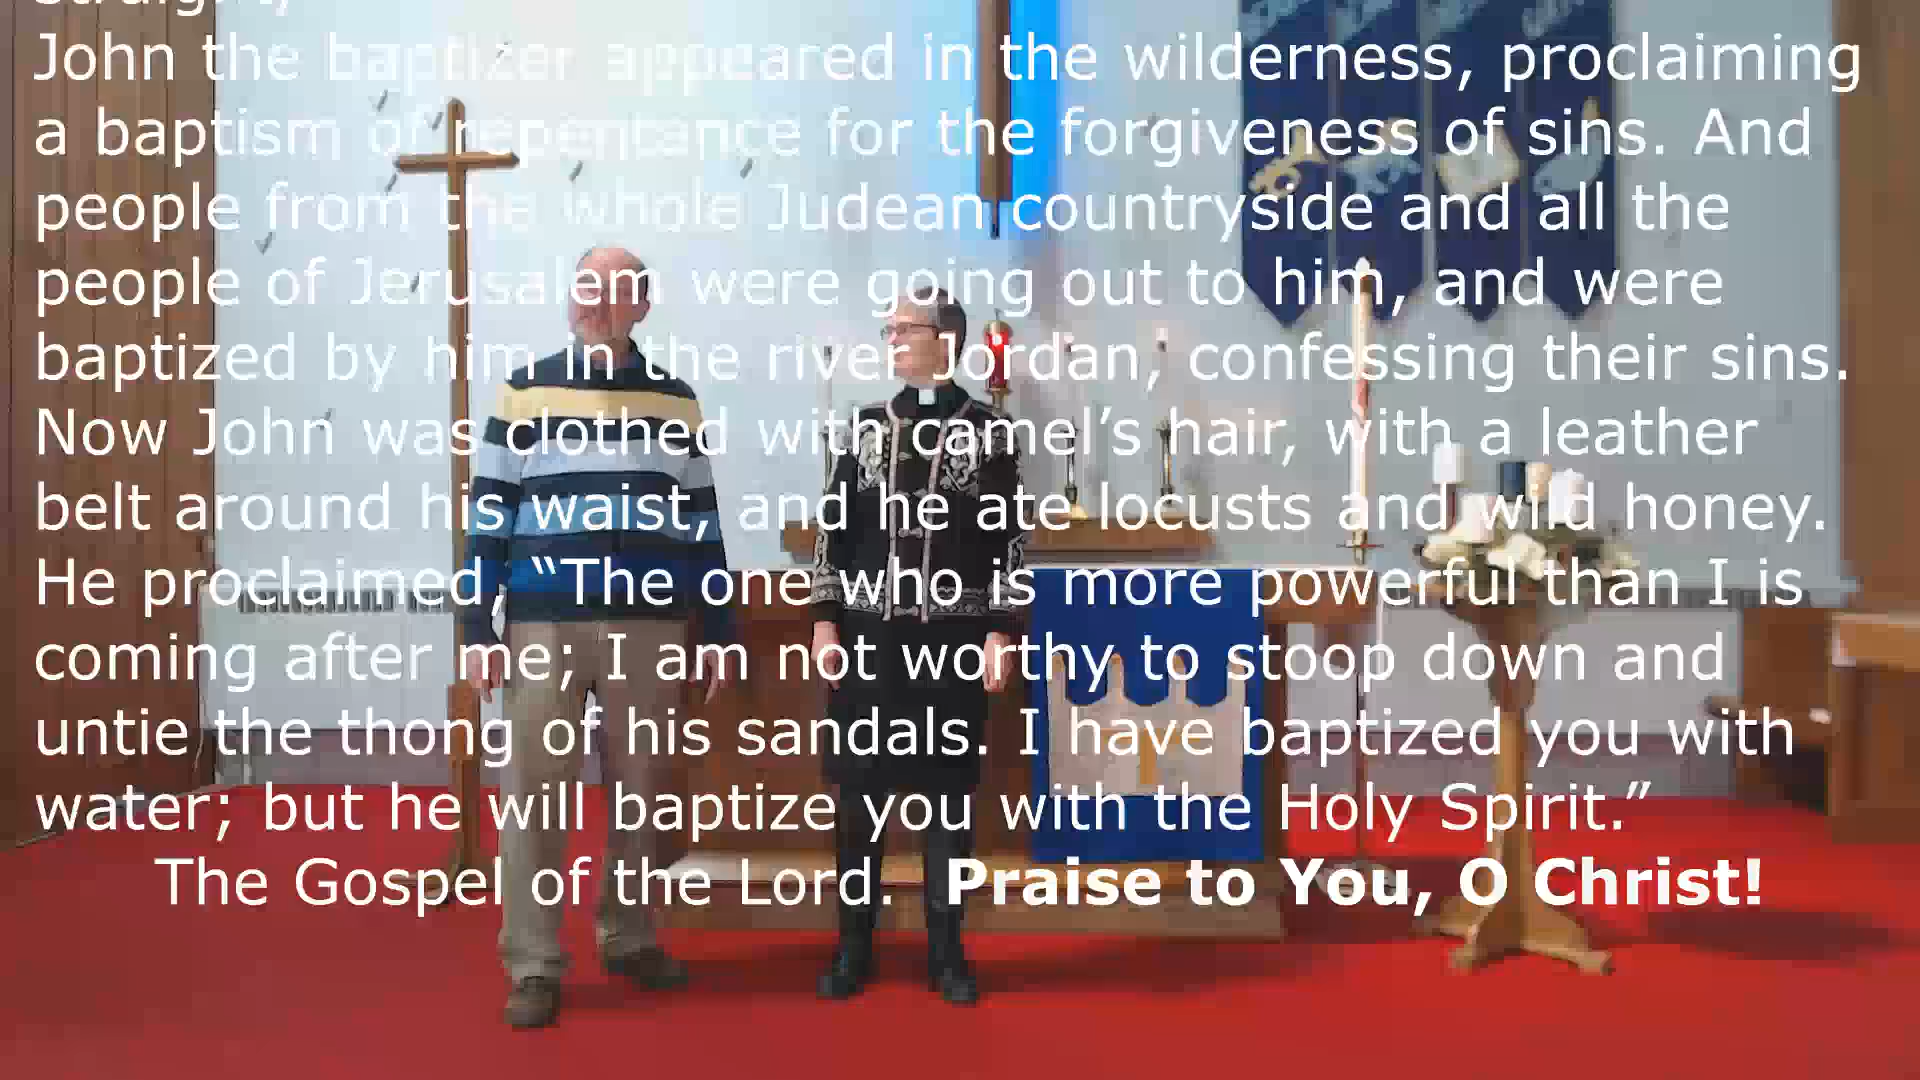 John the baptizer appeared in the wilderness, proclaiming
a baptism of repentance for the forgiveness of sins. And
people from the whole Judean countryside and all the
people of Jerusalem were going out to him, and were
baptized by him in the river Jordan, confessing their sins.
Now John was clothed with camel’s hair, with a leather
belt around his waist, and he ate locusts and wild honey.
He proclaimed, “The one who is more powerful than I is
coming after me; I am not worthy to stoop down and
untie the thong of his sandals. I have baptized you with
water; but he will baptize you with the Holy Spirit.”
The Gospel of the Lord. Praise to You, O Christ!